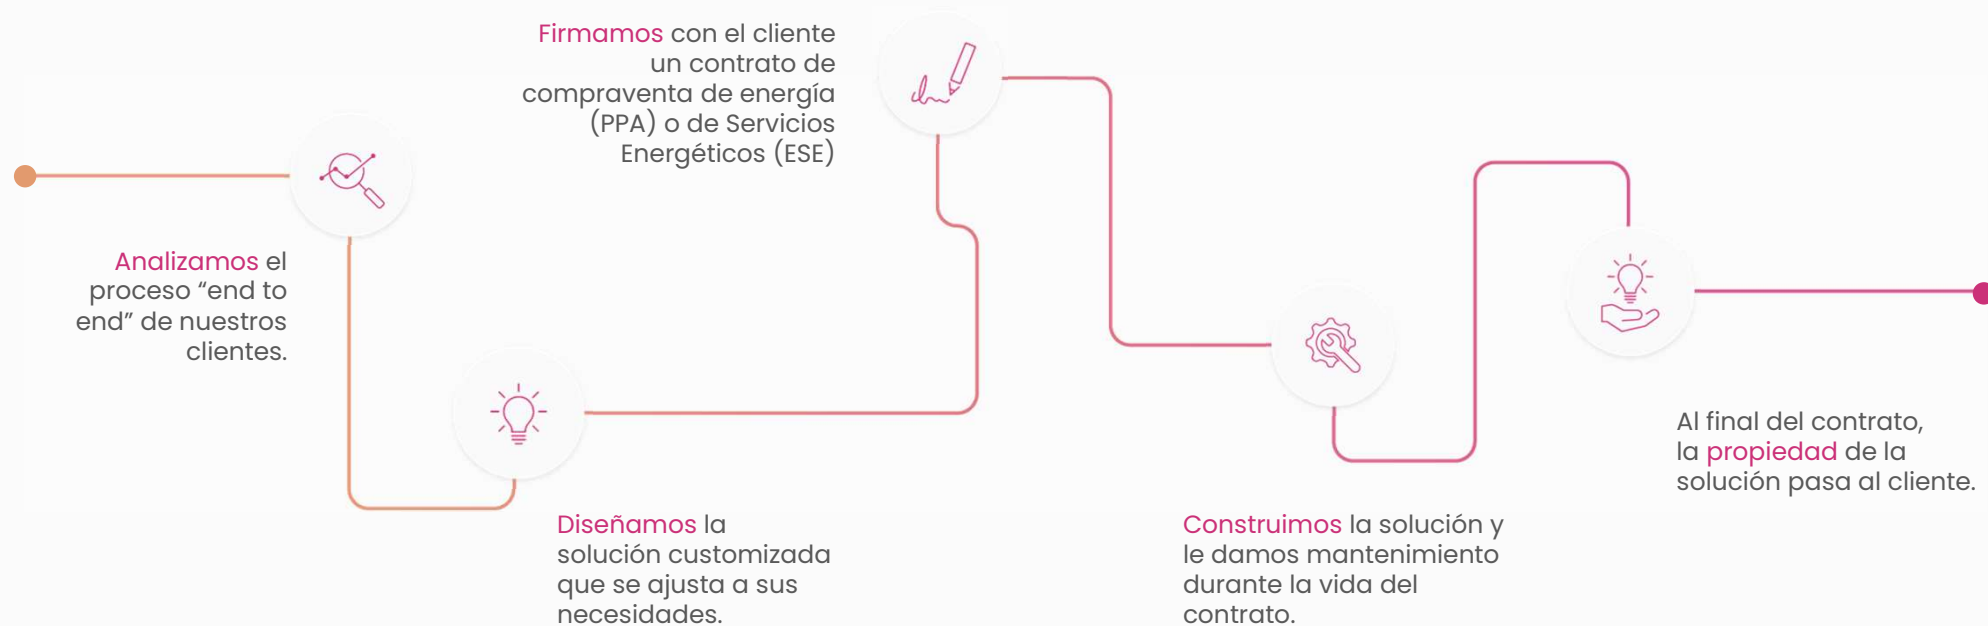 Analizamos el
proceso “end to
end” de nuestros
clientes.
Diseñamos la
solución customizada
que se ajusta a sus
necesidades.
Firmamos con el cliente
un contrato de
compraventa de energía
(PPA) o de Servicios
Energéticos (ESE)
Construimos la solución y
le damos mantenimiento
durante la vida del
contrato.
Al final del contrato,
la propiedad de la
solución pasa al cliente.